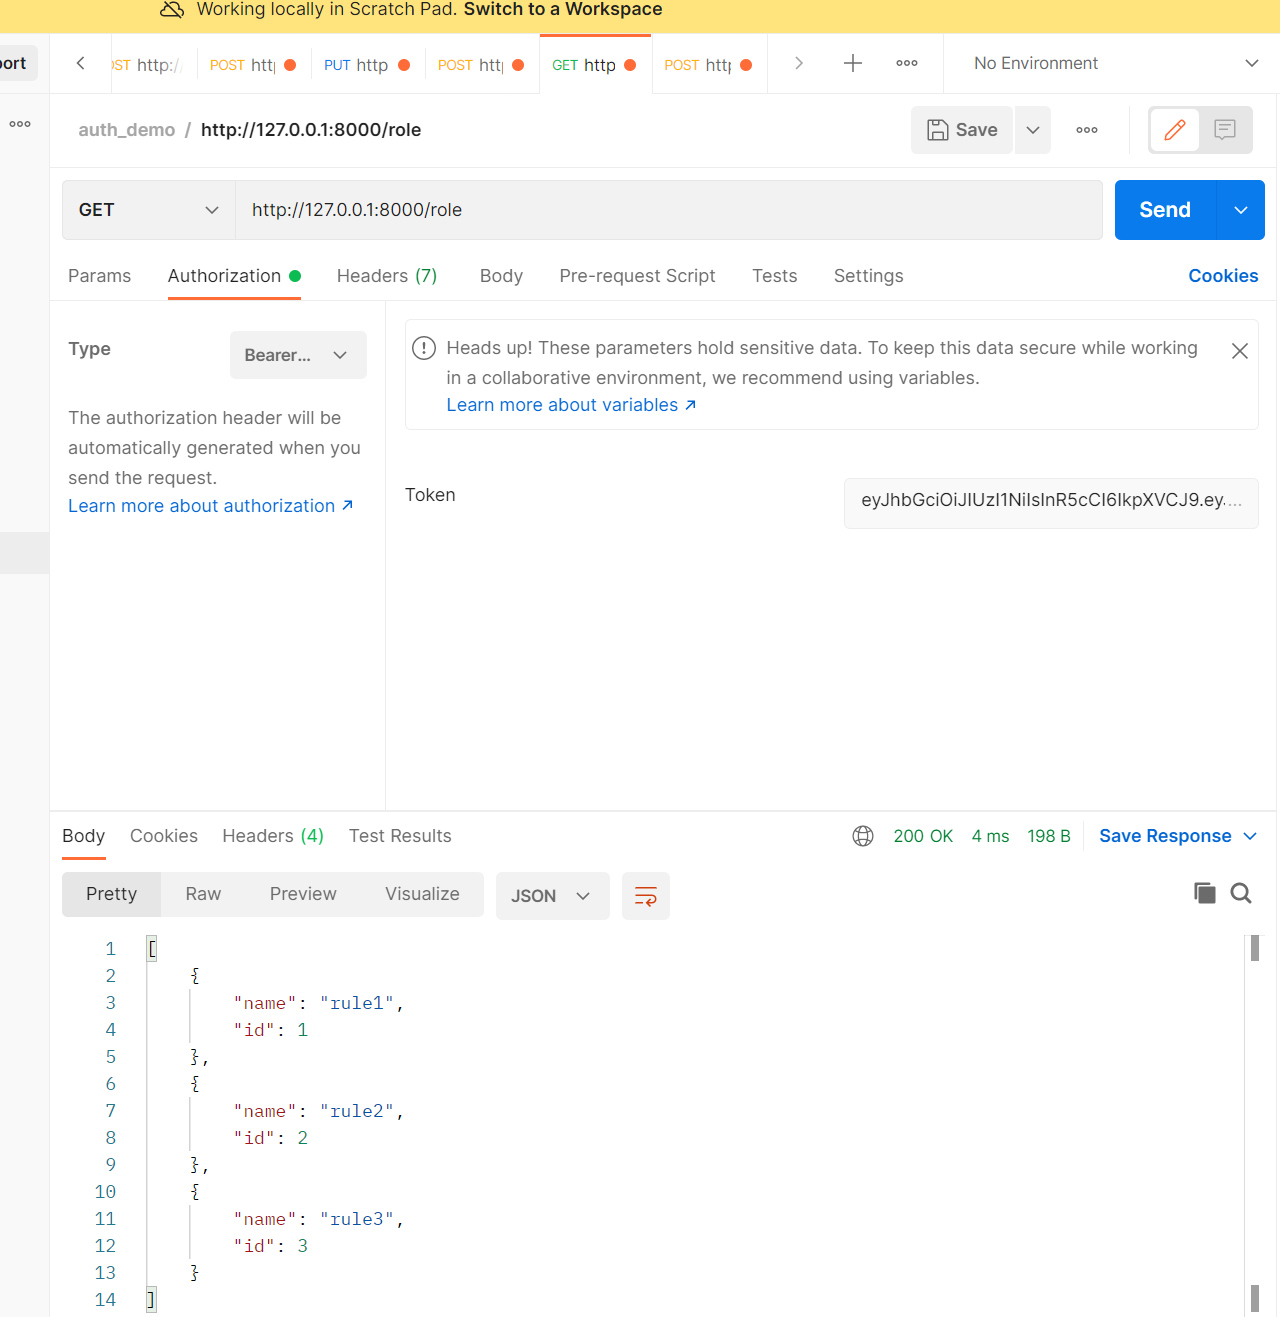 Working locally in Scratch Pad. Switch to a Workspace
ort
OST http:/
POST htt
PUT http
POST htt
GET http
POST htt
No Environment
auth_demo / http://127.0.0.1:8000/role
Save
GET
http://127.0.0.1:8000/role
Send
Params
Authorization
Headers (7)
Body
Pre-request Script
Tests
Settings
Cookies
Type
Bearer...
The authorization header will be
automatically generated when you
send the request.
Learn more about authorization ↗
Heads up! These parameters hold sensitive data. To keep this data secure while working
in a collaborative environment, we recommend using variables.
Learn more about variables ↗
Token
eyJhbGciOiJIUzI1NiIsInR5cCI6IkpXVCJ9.ey...
Body
Cookies
Headers (4)
Test Results
200 OK
4 ms
198 B
Save Response
Pretty
Raw
Preview
Visualize
JSON
1 [
2 {
3 "name": "rule1",
4 "id": 1
5 },
6 {
7 "name": "rule2",
8 "id": 2
9 },
10 {
11 "name": "rule3",
12 "id": 3
13 }
14 ]